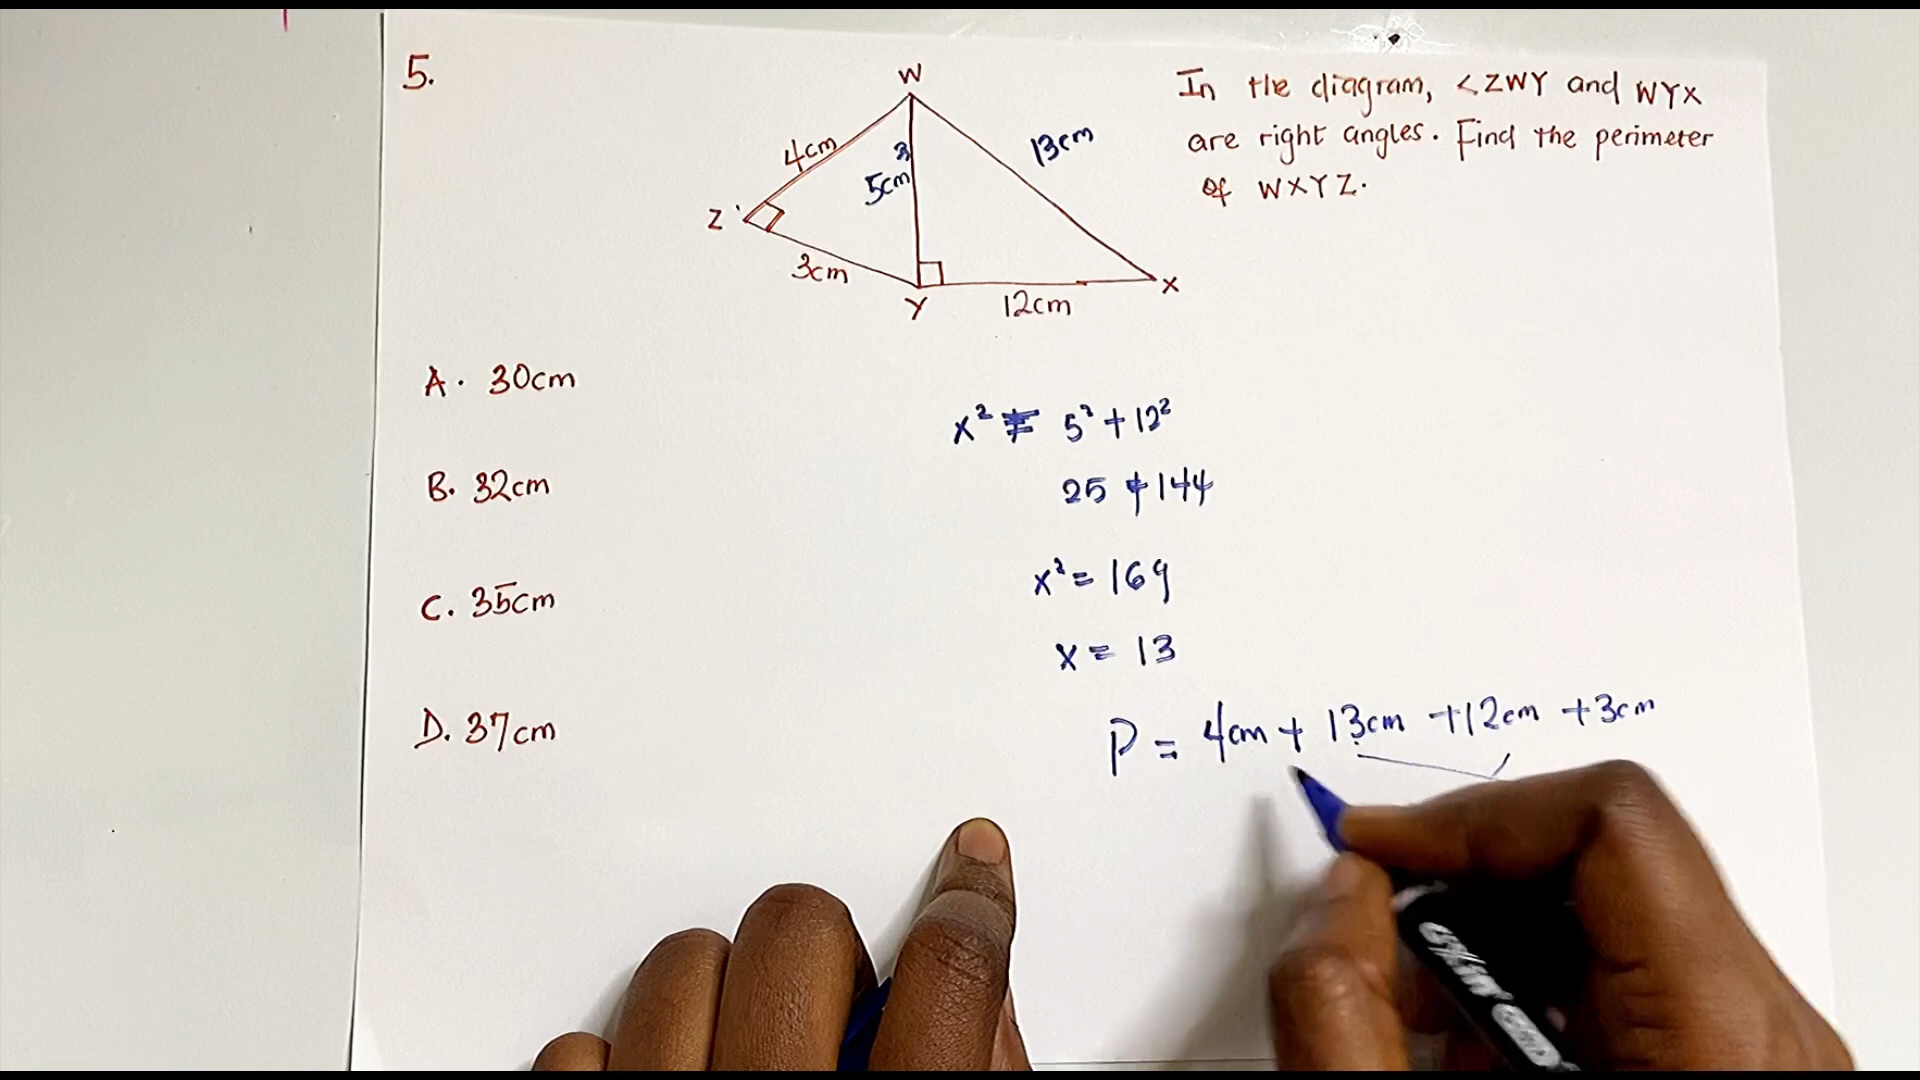 5.
In the diagram, <ZWY and WYX
are right angles. Find the perimeter
of WXYZ.
W
4cm
5cm
13cm
Z
3cm
Y
12cm
X
A. 30cm
B. 32cm
C. 35cm
D. 37cm
x² = 5² + 12²
25 + 144
x² = 169
x = 13
P = 4cm + 13cm + 12cm + 3cm